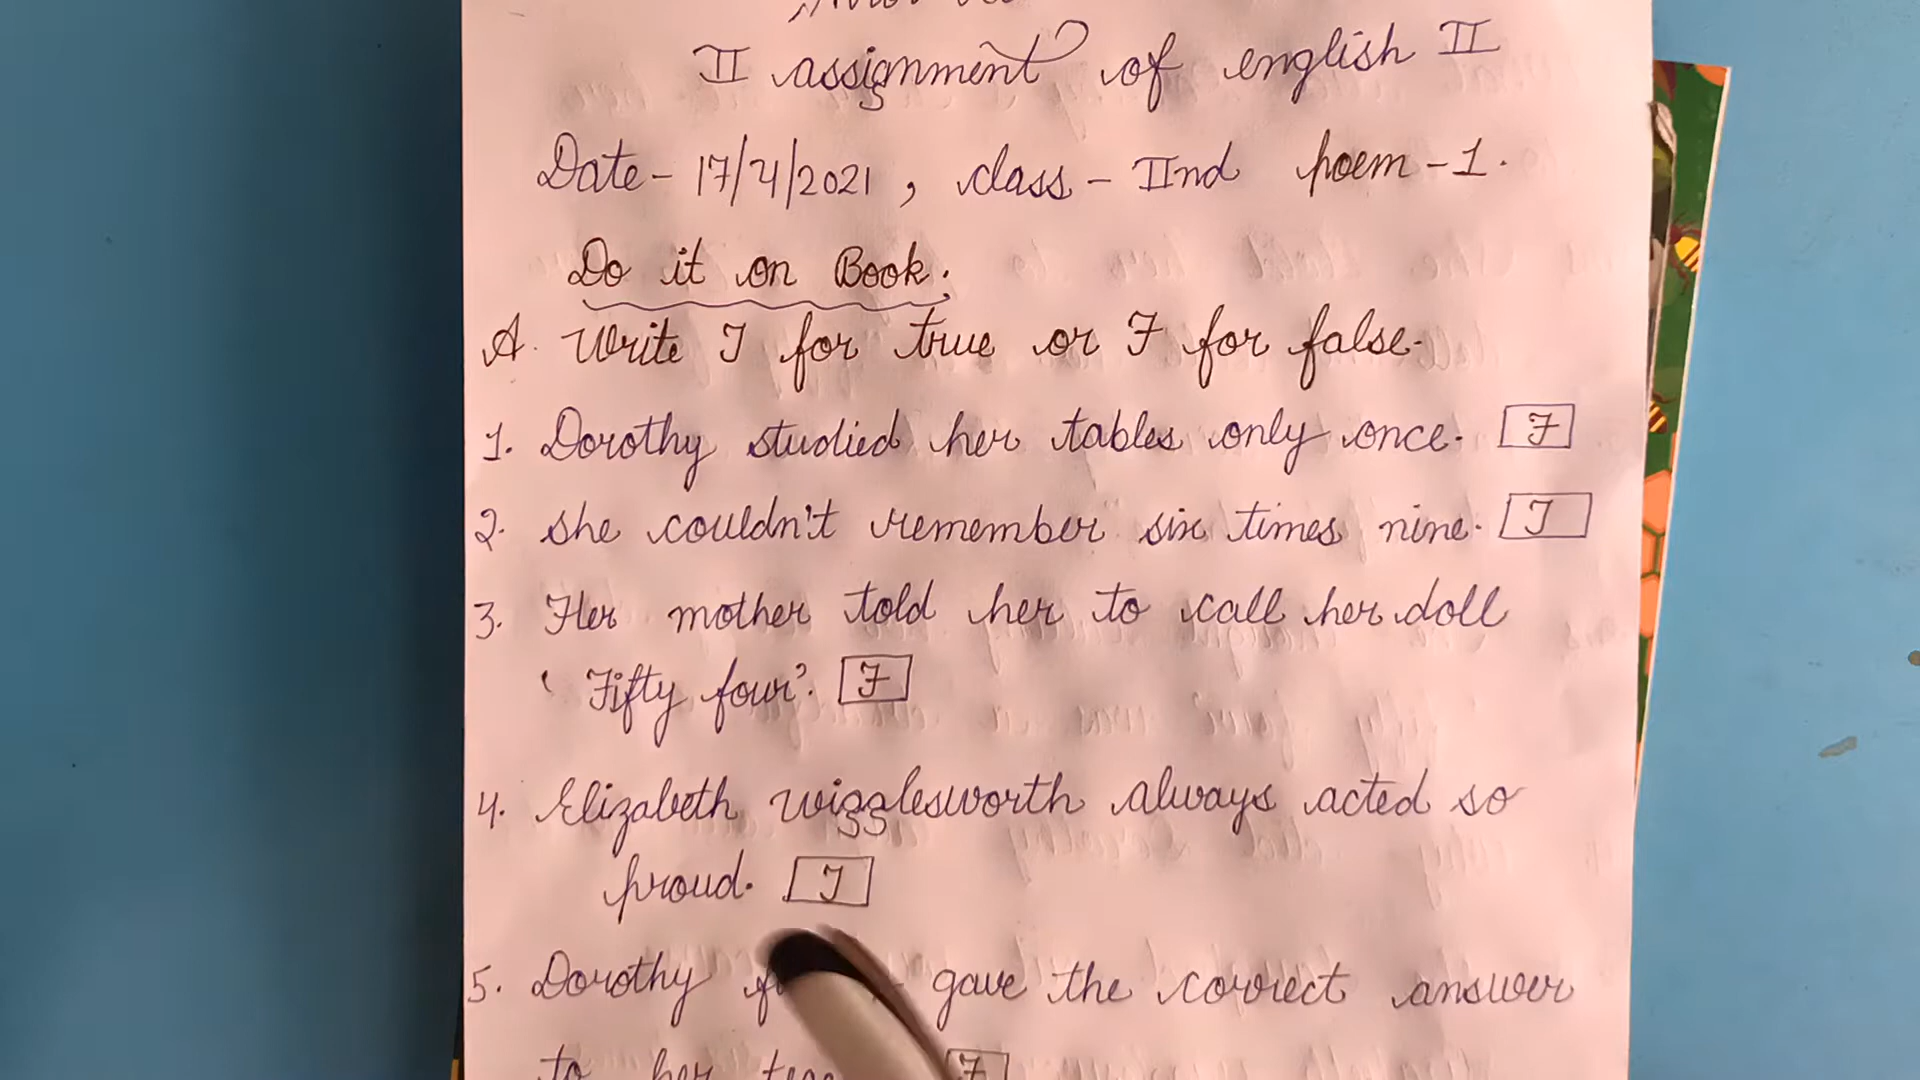 II assignment of english II
Date - 17/4/2021, class - IInd poem - 1.
Do it on Book:
A. Write T for true or F for false.
1. Dorothy studied her tables only once. F
2. she couldn't remember six times nine. T
3. Her mother told her to call her doll
' Fifty four'. F
4. Elizabeth wigglesworth always acted so
proud. T
5. Dorothy gave the correct answer
to her F